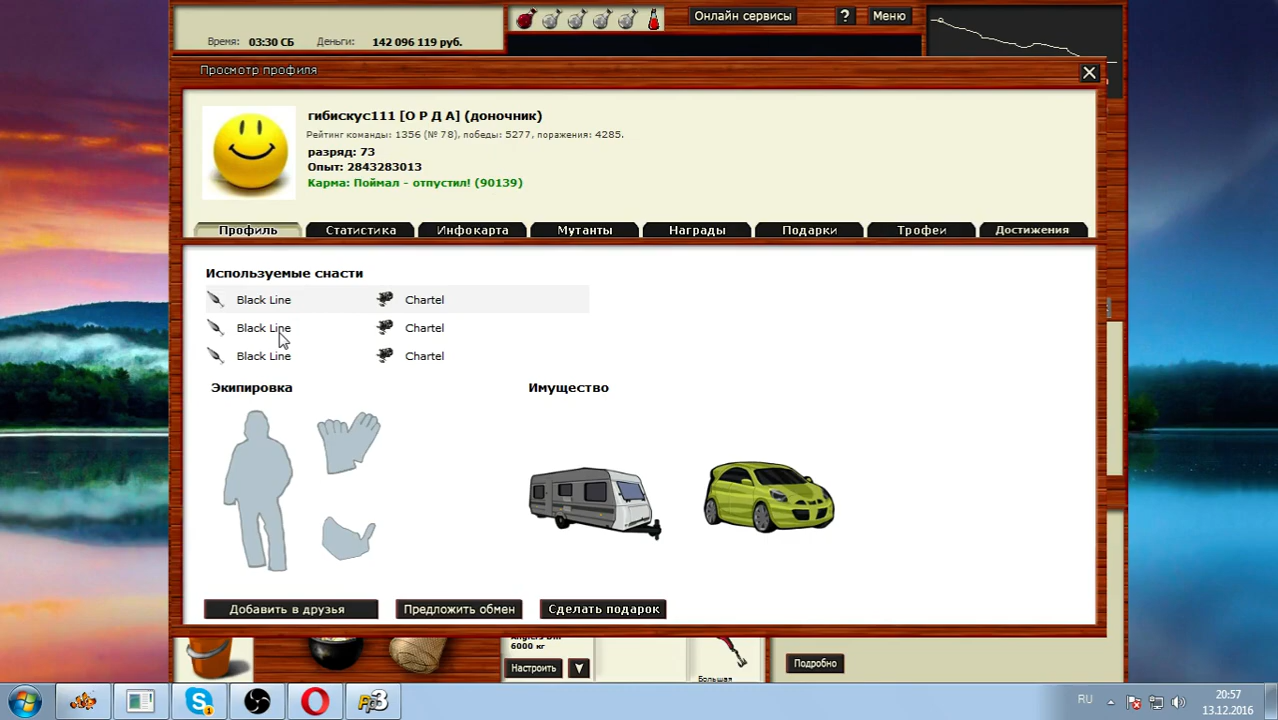 Время: 03:30 СБ Деньги: 142 096 119 руб.
Онлайн сервисы ? Меню
Просмотр профиля
гибискус111 [О Р Д А] (доночник)
Рейтинг команды: 1356 (№ 78), победы: 5277, поражения: 4285.
разряд: 73
Опыт: 2843283013
Карма: Поймал - отпустил! (90139)
Профиль Статистика Инфокарта Мутанты Награды Подарки Трофеи Достижения
Используемые снасти
Black Line Chartel
Black Line Chartel
Black Line Chartel
Экипировка Имущество
Добавить в друзья Предложить обмен Сделать подарок
6000 кг
Настроить Подробно
Большая
RU 20:57
13.12.2016